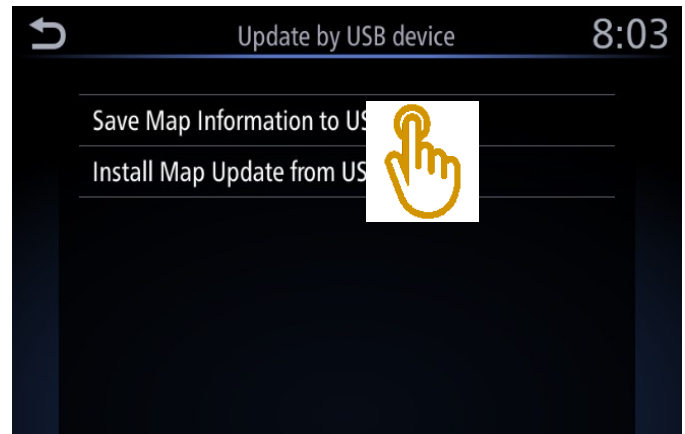 Update by USB device 8:03
Save Map Information to US
Install Map Update from US